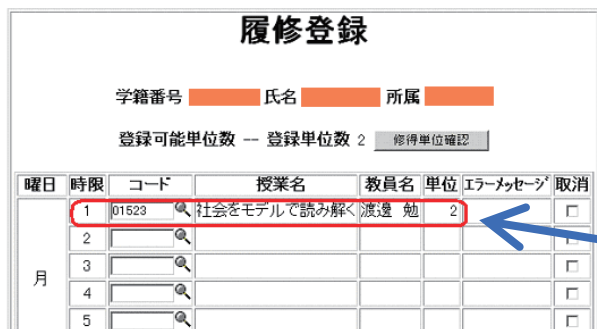 履修登録
学籍番号 氏名 所属
登録可能単位数 -- 登録単位数 2 修得単位確認
曜日 時限 コード 授業名 教員名 単位 エラーメッセージ 取消
月
1 01523 社会をモデルで読み解く 渡邊 勉 2
2
3
4
5